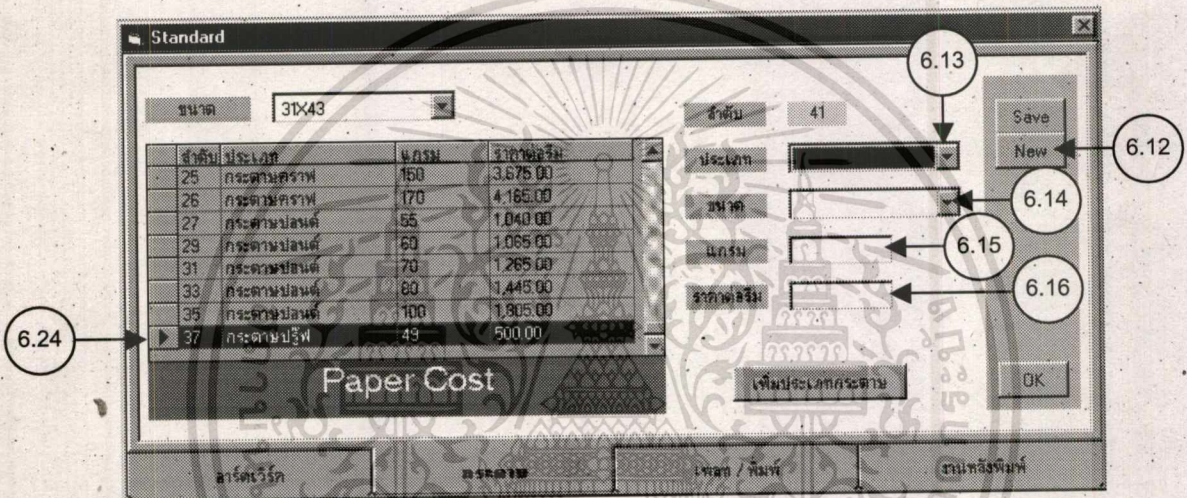 Standard
ขนาด 31X43
ลำดับ ประเภท แกรม ราคาต่อรีม
25 กระดาษคราฟ 150 3,675.00
26 กระดาษคราฟ 170 4,165.00
27 กระดาษปอนด์ 55 1,040.00
29 กระดาษปอนด์ 60 1,065.00
31 กระดาษปอนด์ 70 1,265.00
33 กระดาษปอนด์ 80 1,445.00
35 กระดาษปอนด์ 100 1,805.00
37 กระดาษปรู๊ฟ 49 500.00
Paper Cost
ลำดับ 41
ประเภท
ขนาด
แกรม
ราคาต่อรีม
เพิ่มประเภทกระดาษ
Save
New
OK
อาร์ตเวิร์ค กระดาษ เพลท / พิมพ์ งานหลังพิมพ์
6.13
6.12
6.14
6.15
6.16
6.24